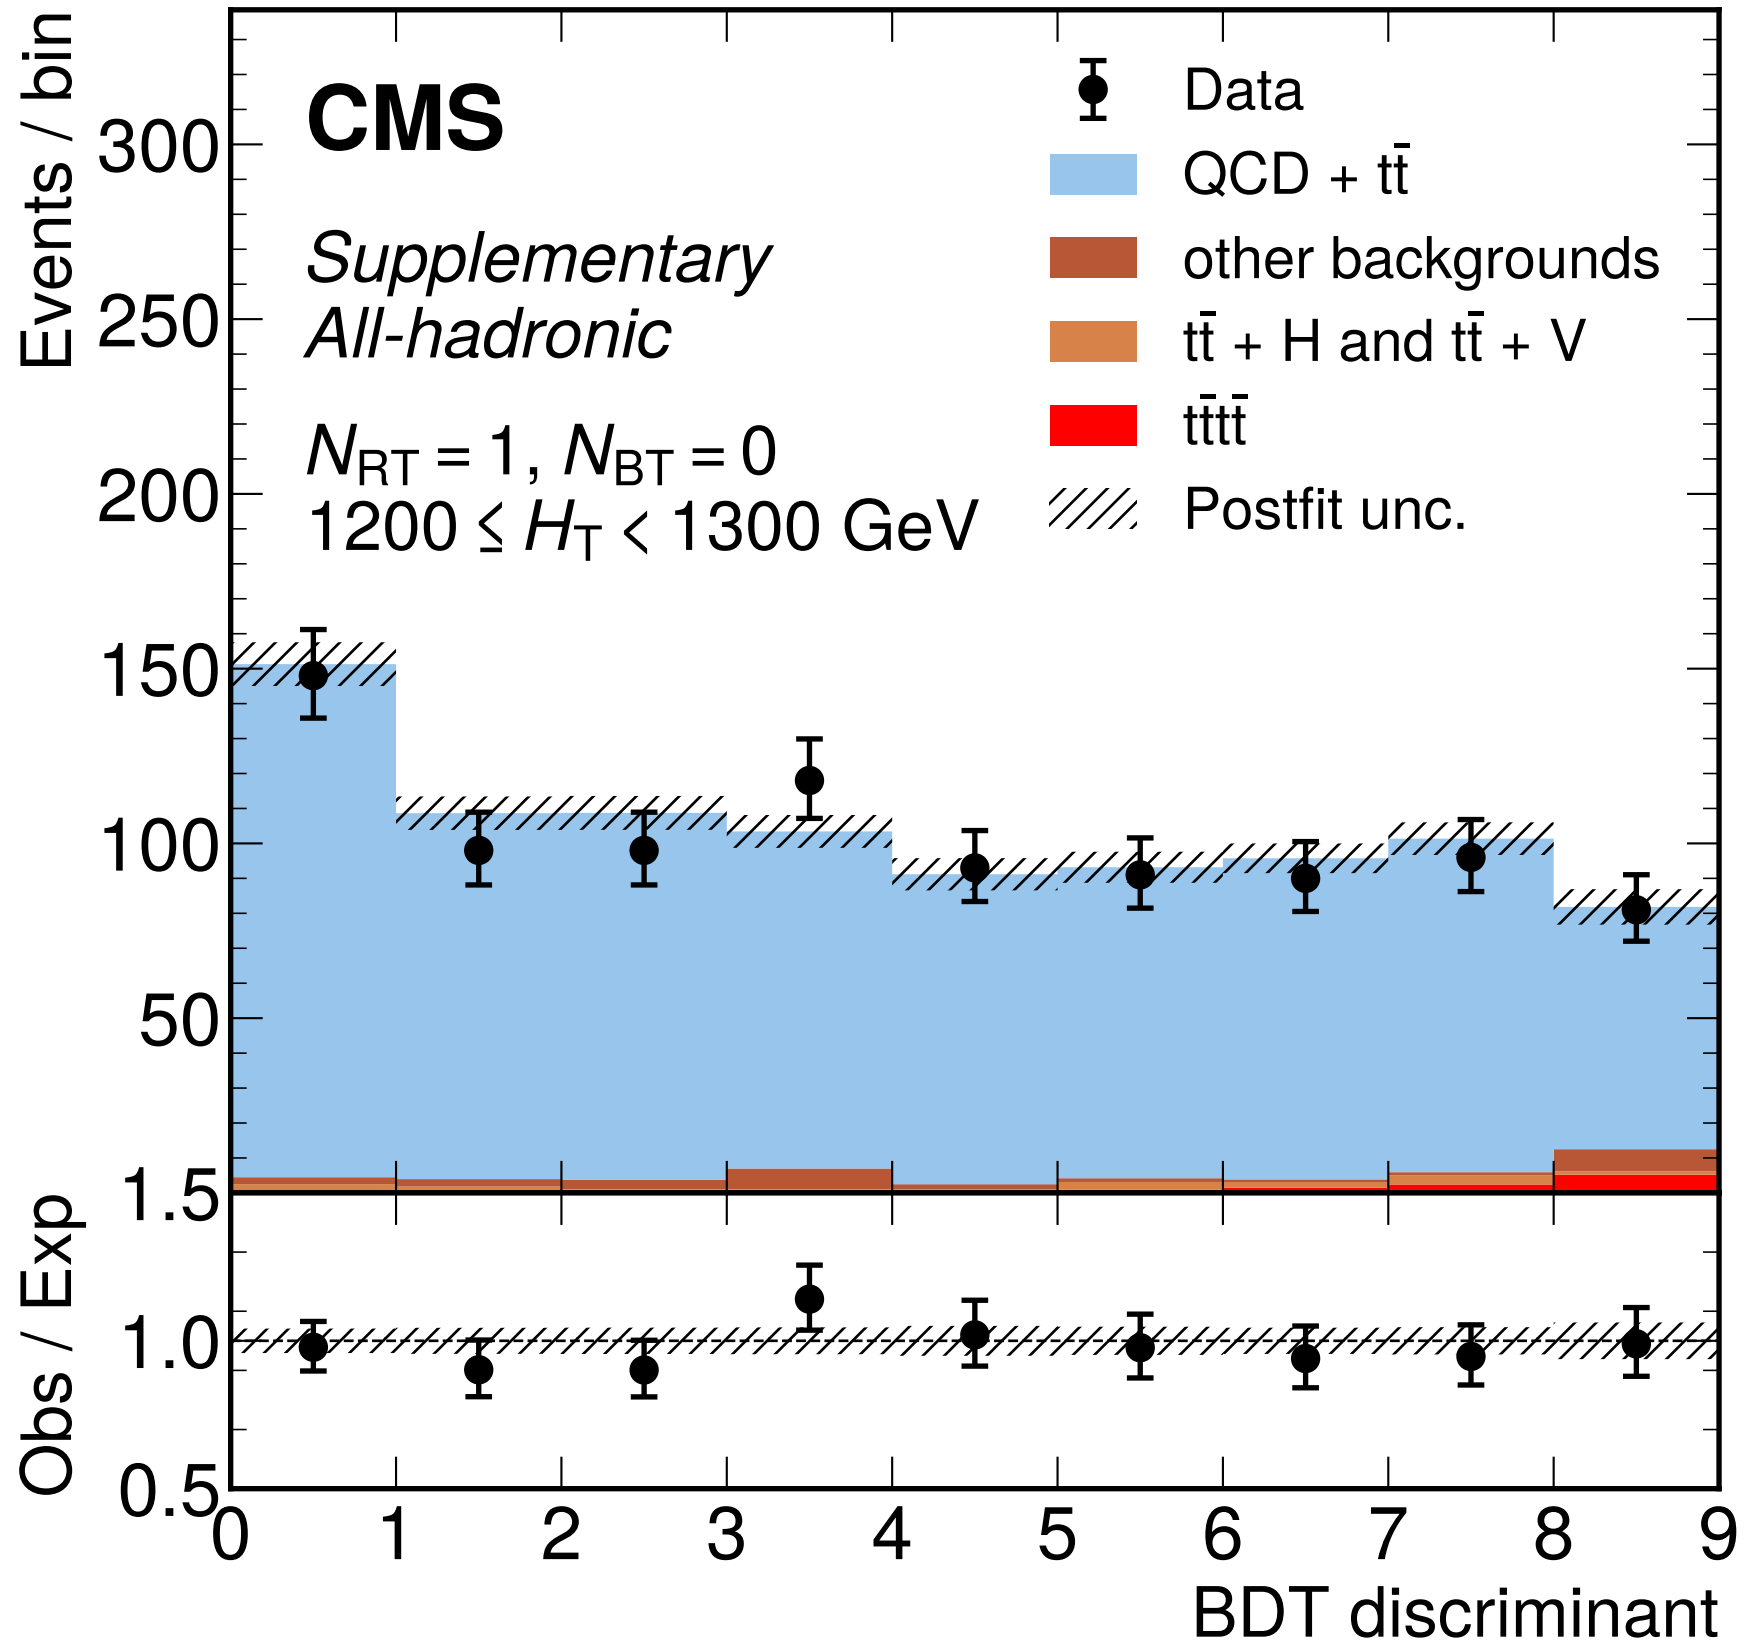 Events / bin
300
250
200
150
100
50
CMS
Supplementary
All-hadronic
N_RT = 1, N_BT = 0
1200 ≤ H_T < 1300 GeV
Data
QCD + tt̄
other backgrounds
tt̄ + H and tt̄ + V
tt̄tt̄
Postfit unc.
Obs / Exp
1.5
1.0
0.5
0 1 2 3 4 5 6 7 8 9
BDT discriminant